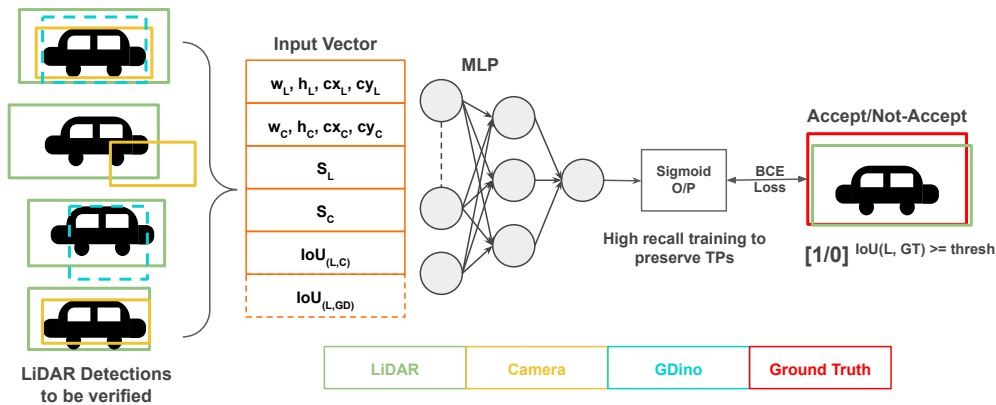 Input Vector
w_L, h_L, cx_L, cy_L
w_C, h_C, cx_C, cy_C
S_L
S_C
IoU_(L,C)
IoU_(L,GD)
LiDAR Detections
to be verified
MLP
Sigmoid
O/P
High recall training to
preserve TPs
BCE
Loss
Accept/Not-Accept
[1/0] IoU(L, GT) >= thresh
LiDAR
Camera
GDino
Ground Truth